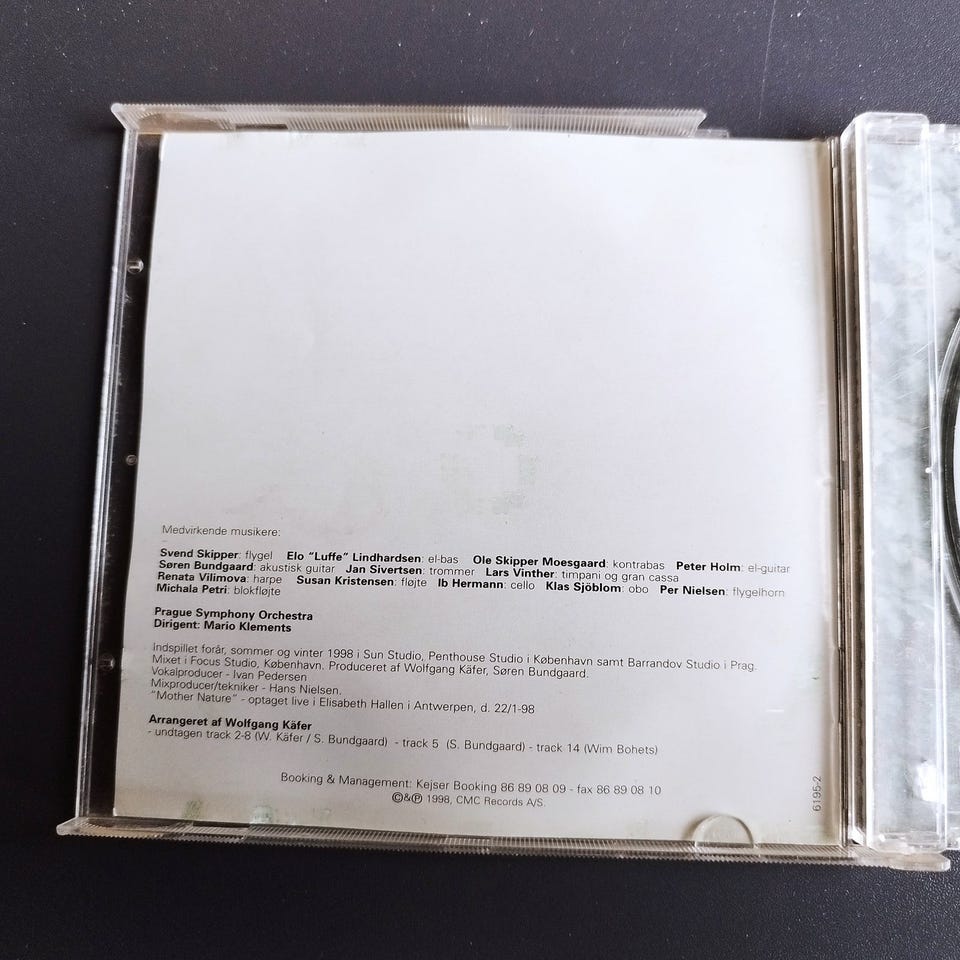 Medvirkende musikere:
Svend Skipper: flygel Elo "Luffe" Lindhardsen: el-bas Ole Skipper Moesgaard: kontrabas Peter Holm: el-guitar
Søren Bundgaard: akustisk guitar Jan Sivertsen: trommer Lars Vinther: timpani og gran cassa
Renata Vilimova: harpe Susan Kristensen: fløjte Ib Hermann: cello Klas Sjöblom: obo Per Nielsen: flygelhorn
Michala Petri: blokfløjte
Prague Symphony Orchestra
Dirigent: Mario Klements
Indspillet forår, sommer og vinter 1998 i Sun Studio, Penthouse Studio i København samt Barrandov Studio i Prag.
Mixet i Focus Studio, København. Produceret af Wolfgang Käfer, Søren Bundgaard.
Vokalproducer - Ivan Pedersen
Mixproducer/tekniker - Hans Nielsen.
"Mother Nature" - optaget live i Elisabeth Hallen i Antwerpen, d. 22/1-98
Arrangeret af Wolfgang Käfer
- undtagen track 2-8 (W. Käfer / S. Bundgaard) - track 5 (S. Bundgaard) - track 14 (Wim Bohets)
Booking & Management: Kejser Booking 86 89 08 09 - fax 86 89 08 10
©&℗ 1998, CMC Records A/S.
6195-2